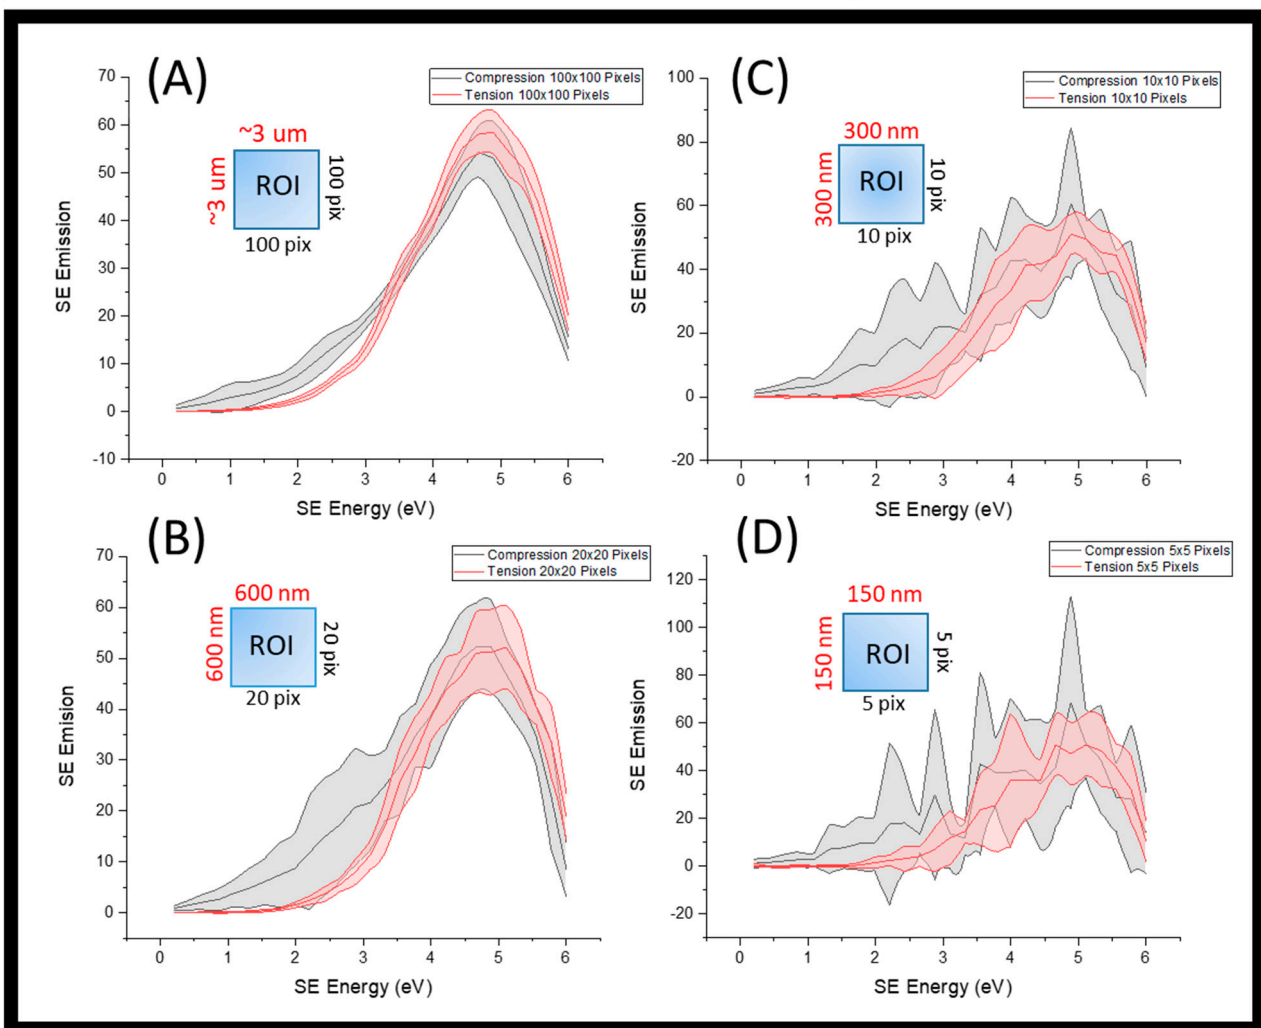 (A)
Compression 100x100 Pixels
Tension 100x100 Pixels
~3 um
~3 um
ROI
100 pix
100 pix
SE Emission
70
60
50
40
30
20
10
0
-10
0 1 2 3 4 5 6
SE Energy (eV)
(B)
Compression 20x20 Pixels
Tension 20x20 Pixels
600 nm
600 nm
ROI
20 pix
20 pix
SE Emission
70
60
50
40
30
20
10
0
0 1 2 3 4 5 6
SE Energy (eV)
(C)
Compression 10x10 Pixels
Tension 10x10 Pixels
300 nm
300 nm
ROI
10 pix
10 pix
SE Emission
100
80
60
40
20
0
-20
0 1 2 3 4 5 6
SE Energy (eV)
(D)
Compression 5x5 Pixels
Tension 5x5 Pixels
150 nm
150 nm
ROI
5 pix
5 pix
SE Emission
120
100
80
60
40
20
0
-20
0 1 2 3 4 5 6
SE Energy (eV)